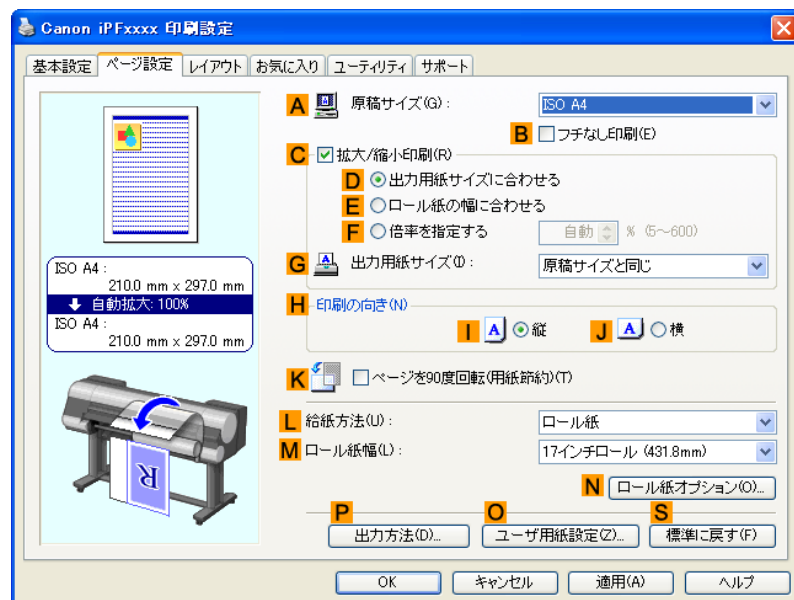 Canon iPFxxxx 印刷設定
基本設定 ページ設定 レイアウト お気に入り ユーティリティ サポート
A 原稿サイズ(G): ISO A4
B フチなし印刷(E)
C 拡大/縮小印刷(R)
D 出力用紙サイズに合わせる
E ロール紙の幅に合わせる
F 倍率を指定する 自動 % (5～600)
G 出力用紙サイズ(I): 原稿サイズと同じ
ISO A4 :
210.0 mm x 297.0 mm
自動拡大: 100%
ISO A4 :
210.0 mm x 297.0 mm
H 印刷の向き(N)
I A 縦 J A 横
K ページを90度回転(用紙節約)(T)
L 給紙方法(U): ロール紙
M ロール紙幅(L): 17インチロール (431.8mm)
R
N ロール紙オプション(O)...
P O S
出力方法(D)... ユーザ用紙設定(Z)... 標準に戻す(F)
OK キャンセル 適用(A) ヘルプ